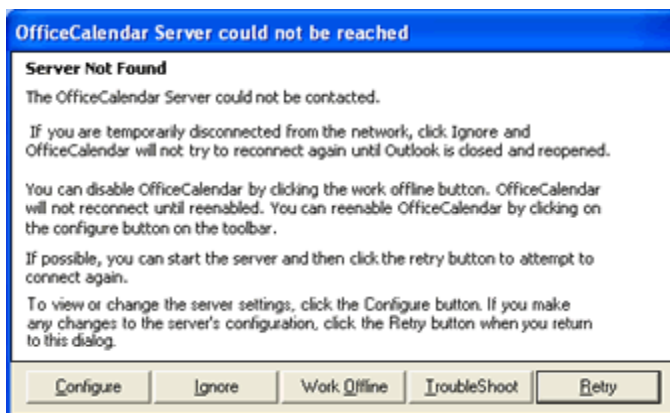 OfficeCalendar Server could not be reached
Server Not Found
The OfficeCalendar Server could not be contacted.
If you are temporarily disconnected from the network, click Ignore and
OfficeCalendar will not try to reconnect again until Outlook is closed and reopened.
You can disable OfficeCalendar by clicking the work offline button. OfficeCalendar
will not reconnect until reenabled. You can reenable OfficeCalendar by clicking on
the configure button on the toolbar.
If possible, you can start the server and then click the retry button to attempt to
connect again.
To view or change the server settings, click the Configure button. If you make
any changes to the server's configuration, click the Retry button when you return
to this dialog.
Configure Ignore Work Offline TroubleShoot Retry